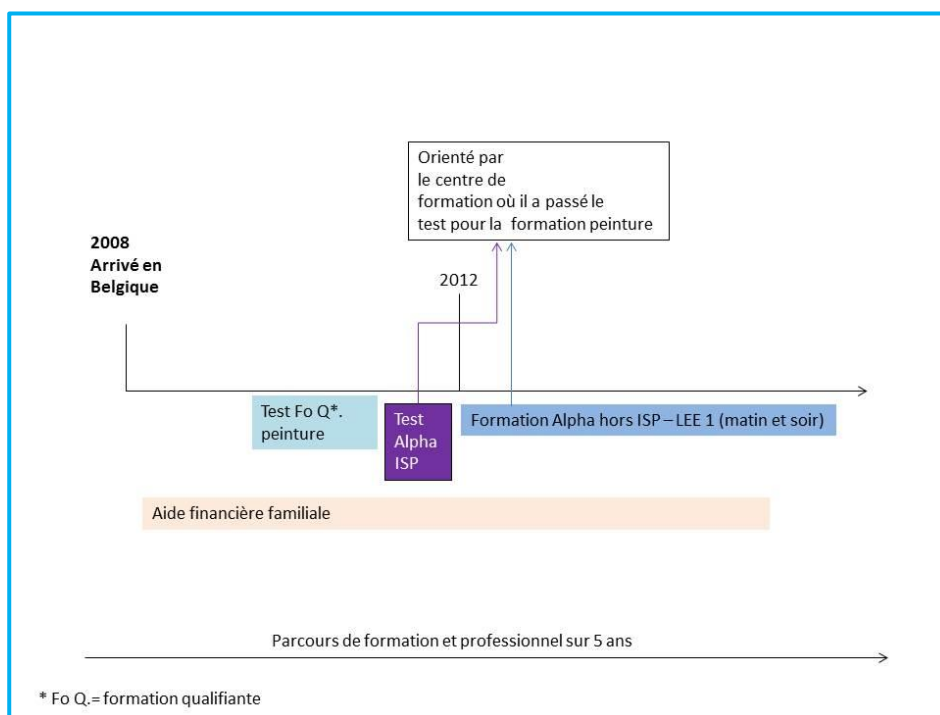 Orienté par
le centre de
formation où il a passé le
test pour la formation peinture
2008
Arrivé en
Belgique
2012
Test Fo Q*.
peinture
Test
Alpha
ISP
Formation Alpha hors ISP – LEE 1 (matin et soir)
Aide financière familiale
Parcours de formation et professionnel sur 5 ans
* Fo Q.= formation qualifiante